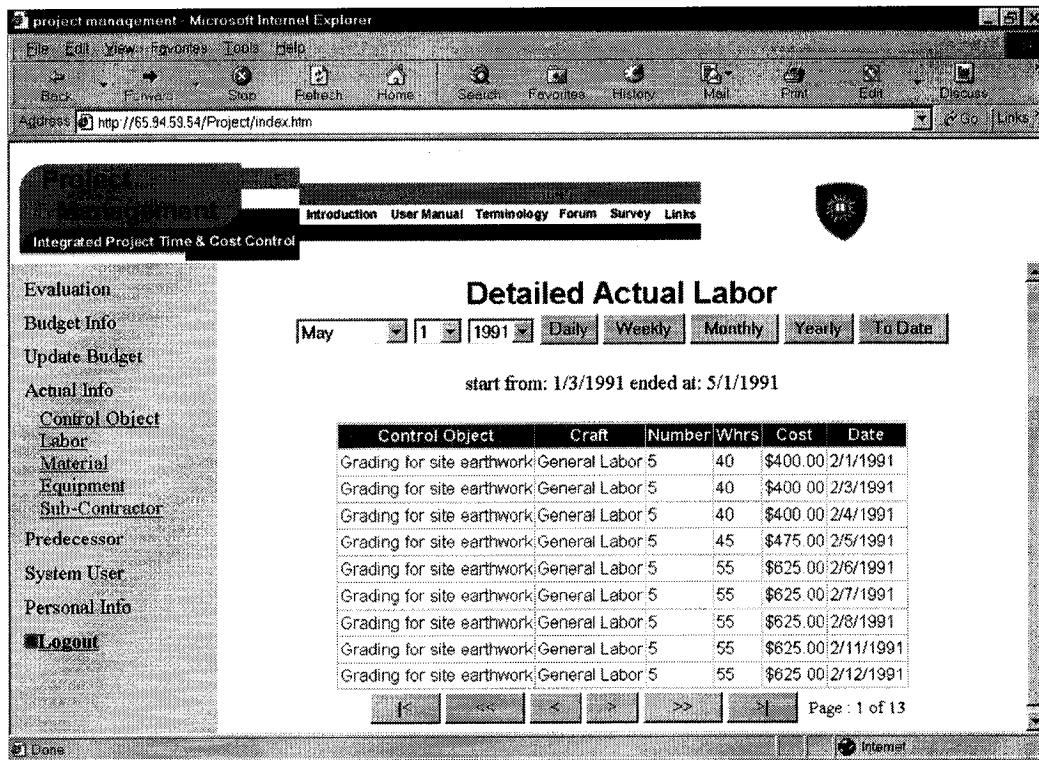 project management - Microsoft Internet Explorer
File Edit View Favorites Tools Help
Back Forward Stop Refresh Home Search Favorites History Mail Print Edit Discuss
Address http://65.94.59.54/Project/index.htm Go Links
Project
Management
Integrated Project Time & Cost Control
Introduction User Manual Terminology Forum Survey Links
Evaluation
Budget Info
Update Budget
Actual Info
Control Object
Labor
Material
Equipment
Sub-Contractor
Predecessor
System User
Personal Info
Logout
Detailed Actual Labor
May 1 1991 Daily Weekly Monthly Yearly To Date
start from: 1/3/1991 ended at: 5/1/1991
Control Object Craft Number Whrs Cost Date
Grading for site earthwork General Labor 5 40 $400.00 2/1/1991
Grading for site earthwork General Labor 5 40 $400.00 2/3/1991
Grading for site earthwork General Labor 5 40 $400.00 2/4/1991
Grading for site earthwork General Labor 5 45 $475.00 2/5/1991
Grading for site earthwork General Labor 5 55 $625.00 2/6/1991
Grading for site earthwork General Labor 5 55 $625.00 2/7/1991
Grading for site earthwork General Labor 5 55 $625.00 2/8/1991
Grading for site earthwork General Labor 5 55 $625.00 2/11/1991
Grading for site earthwork General Labor 5 55 $625.00 2/12/1991
|< << < > >> >| Page : 1 of 13
Done Internet